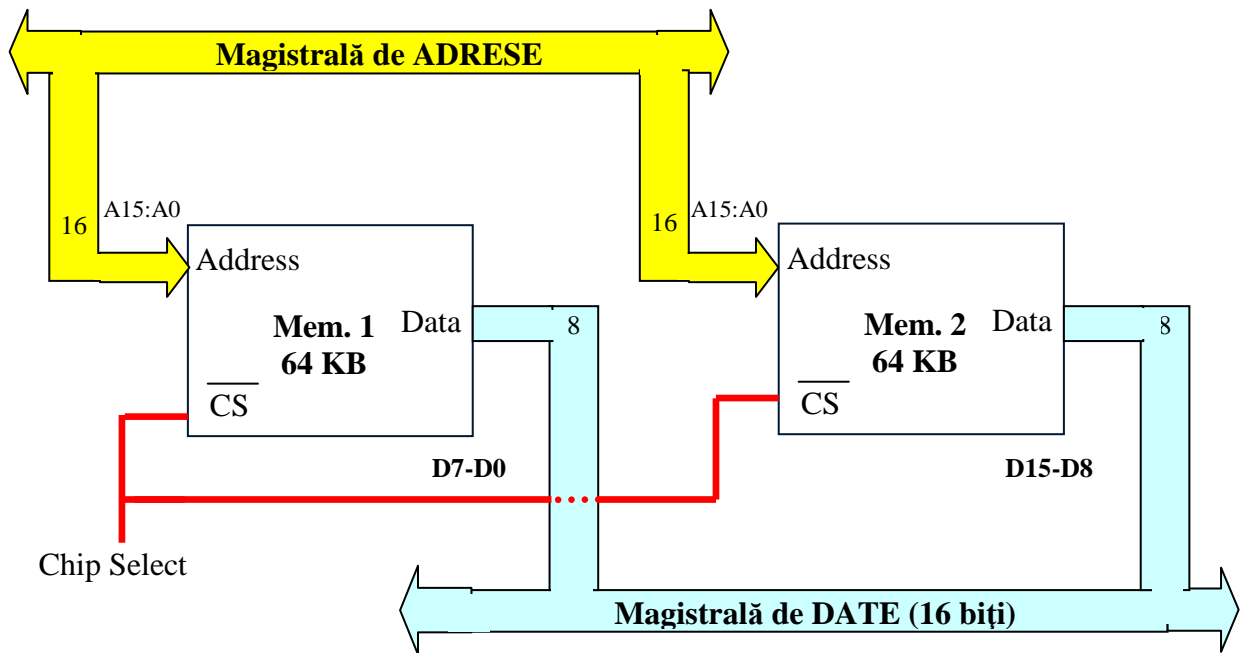 Magistrală de ADRESE
16
A15:A0
16
A15:A0
Address
Data
8
Mem. 1
64 KB
CS
Address
Data
8
Mem. 2
64 KB
CS
D7-D0
D15-D8
Chip Select
Magistrală de DATE (16 biți)